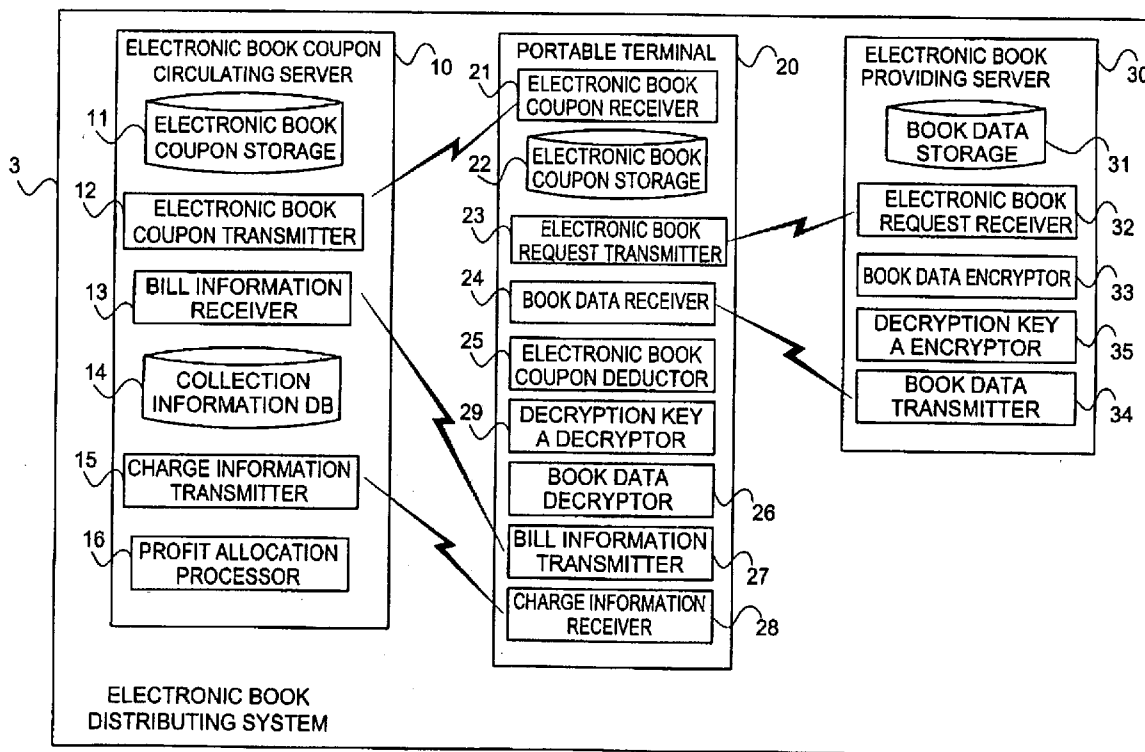 3
ELECTRONIC BOOK COUPON
CIRCULATING SERVER
10
11
ELECTRONIC BOOK
COUPON STORAGE
12
ELECTRONIC BOOK
COUPON TRANSMITTER
13
BILL INFORMATION
RECEIVER
14
COLLECTION
INFORMATION DB
15
CHARGE INFORMATION
TRANSMITTER
16
PROFIT ALLOCATION
PROCESSOR
PORTABLE TERMINAL
20
21
ELECTRONIC BOOK
COUPON RECEIVER
22
ELECTRONIC BOOK
COUPON STORAGE
23
ELECTRONIC BOOK
REQUEST TRANSMITTER
24
BOOK DATA RECEIVER
25
ELECTRONIC BOOK
COUPON DEDUCTOR
29
DECRYPTION KEY
A DECRYPTOR
BOOK DATA
DECRYPTOR
26
BILL INFORMATION
TRANSMITTER
27
CHARGE INFORMATION
RECEIVER
28
ELECTRONIC BOOK
PROVIDING SERVER
30
BOOK DATA
STORAGE
31
ELECTRONIC BOOK
REQUEST RECEIVER
32
BOOK DATA ENCRYPTOR
33
DECRYPTION KEY
A ENCRYPTOR
35
BOOK DATA
TRANSMITTER
34
ELECTRONIC BOOK
DISTRIBUTING SYSTEM